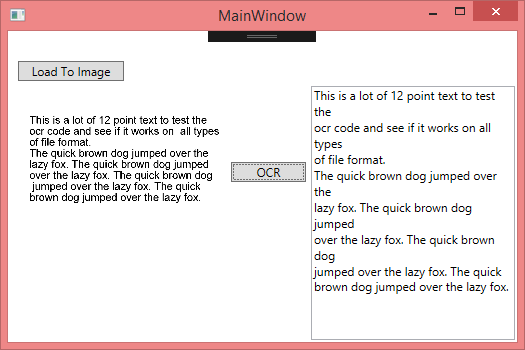 MainWindow
Load To Image
This is a lot of 12 point text to test the
ocr code and see if it works on  all types
of file format.
The quick brown dog jumped over the
lazy fox. The quick brown dog jumped
over the lazy fox. The quick brown dog
jumped over the lazy fox. The quick
brown dog jumped over the lazy fox.
OCR
This is a lot of 12 point text to test
the
ocr code and see if it works on all
types
of file format.
The quick brown dog jumped over
the
lazy fox. The quick brown dog
jumped
over the lazy fox. The quick brown
dog
jumped over the lazy fox. The quick
brown dog jumped over the lazy fox.